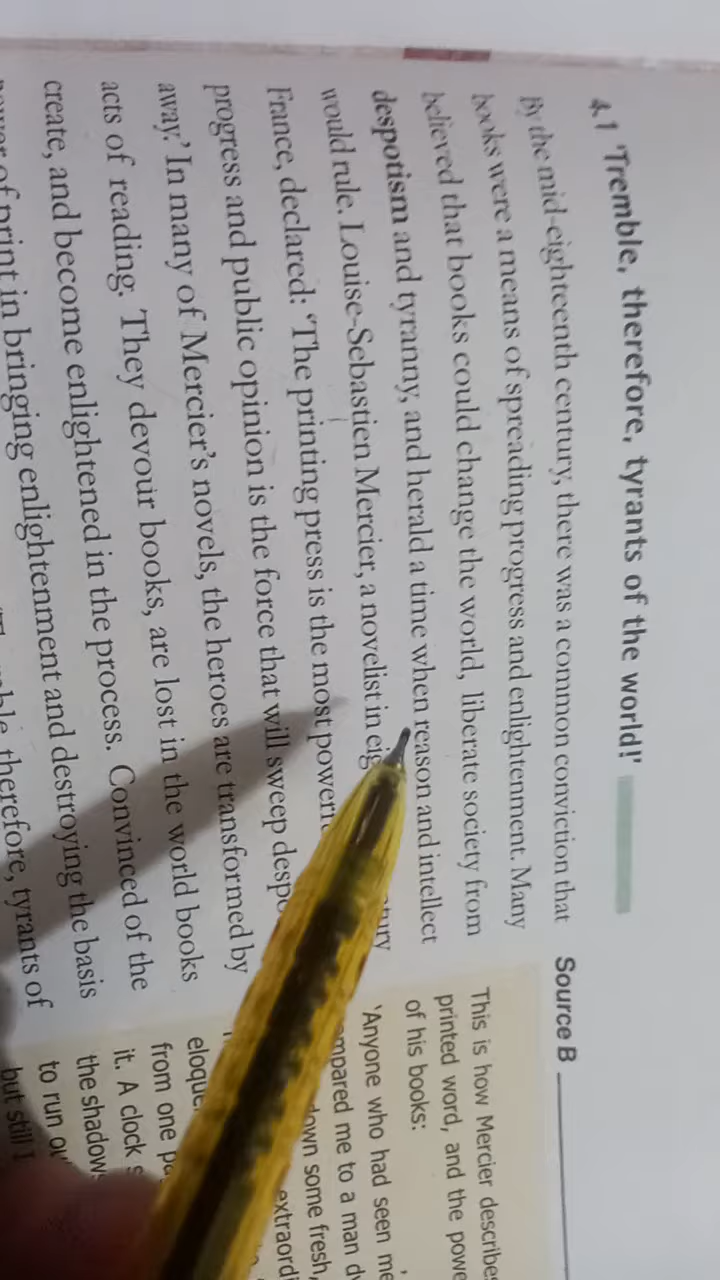 4.1 'Tremble, therefore, tyrants of the world!'
By the mid-eighteenth century, there was a common conviction that
books were a means of spreading progress and enlightenment. Many
believed that books could change the world, liberate society from
despotism and tyranny, and herald a time when reason and intellect
would rule. Louise-Sebastien Mercier, a novelist in
France, declared: 'The printing press is the most
progress and public opinion is the force that will sweep
away.' In many of Mercier's novels, the heroes are transformed by
acts of reading. They devour books, are lost in the world books
create, and become enlightened in the process. Convinced of the
of print in bringing enlightenment and destroying the basis
therefore, tyrants of
Source B
This is how Mercier describes
printed word, and the
of his books:
'Anyone who had seen me
me to a man
down some fresh,
from one
it. A clock
the
to run
but still I